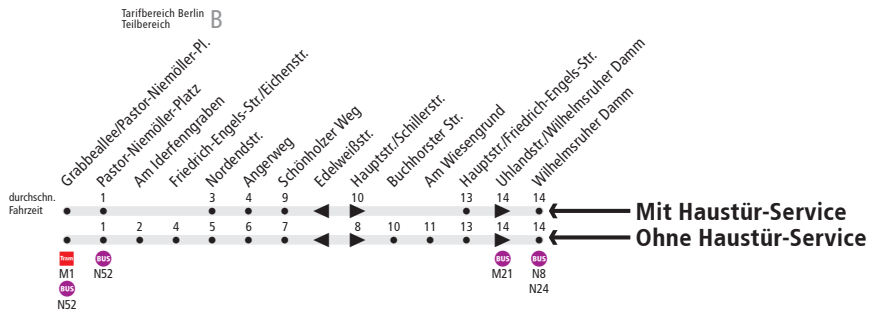 Tarifbereich Berlin
Teilbereich B
Grabbeallee/Pastor-Niemöller-Pl.
Pastor-Niemöller-Platz
Am Iderfenngraben
Friedrich-Engels-Str./Eichenstr.
Nordendstr.
Angerweg
Schönholzer Weg
Edelweißstr.
Hauptstr./Schillerstr.
Buchhorster Str.
Am Wiesengrund
Hauptstr./Friedrich-Engels-Str.
Uhlandstr./Wilhelmsruher Damm
Wilhelmsruher Damm
durchschn.
Fahrzeit
1 3 4 9 10 13 14 14
Mit Haustür-Service
1 2 4 5 6 7 8 10 11 13 14 14
Ohne Haustür-Service
Tram BUS BUS BUS
M1 N52 M21 N8
BUS N24
N52